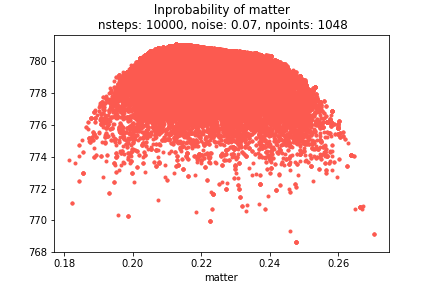 lnprobability of matter
nsteps: 10000, noise: 0.07, npoints: 1048
780
778
776
774
772
770
768
0.18 0.20 0.22 0.24 0.26
matter